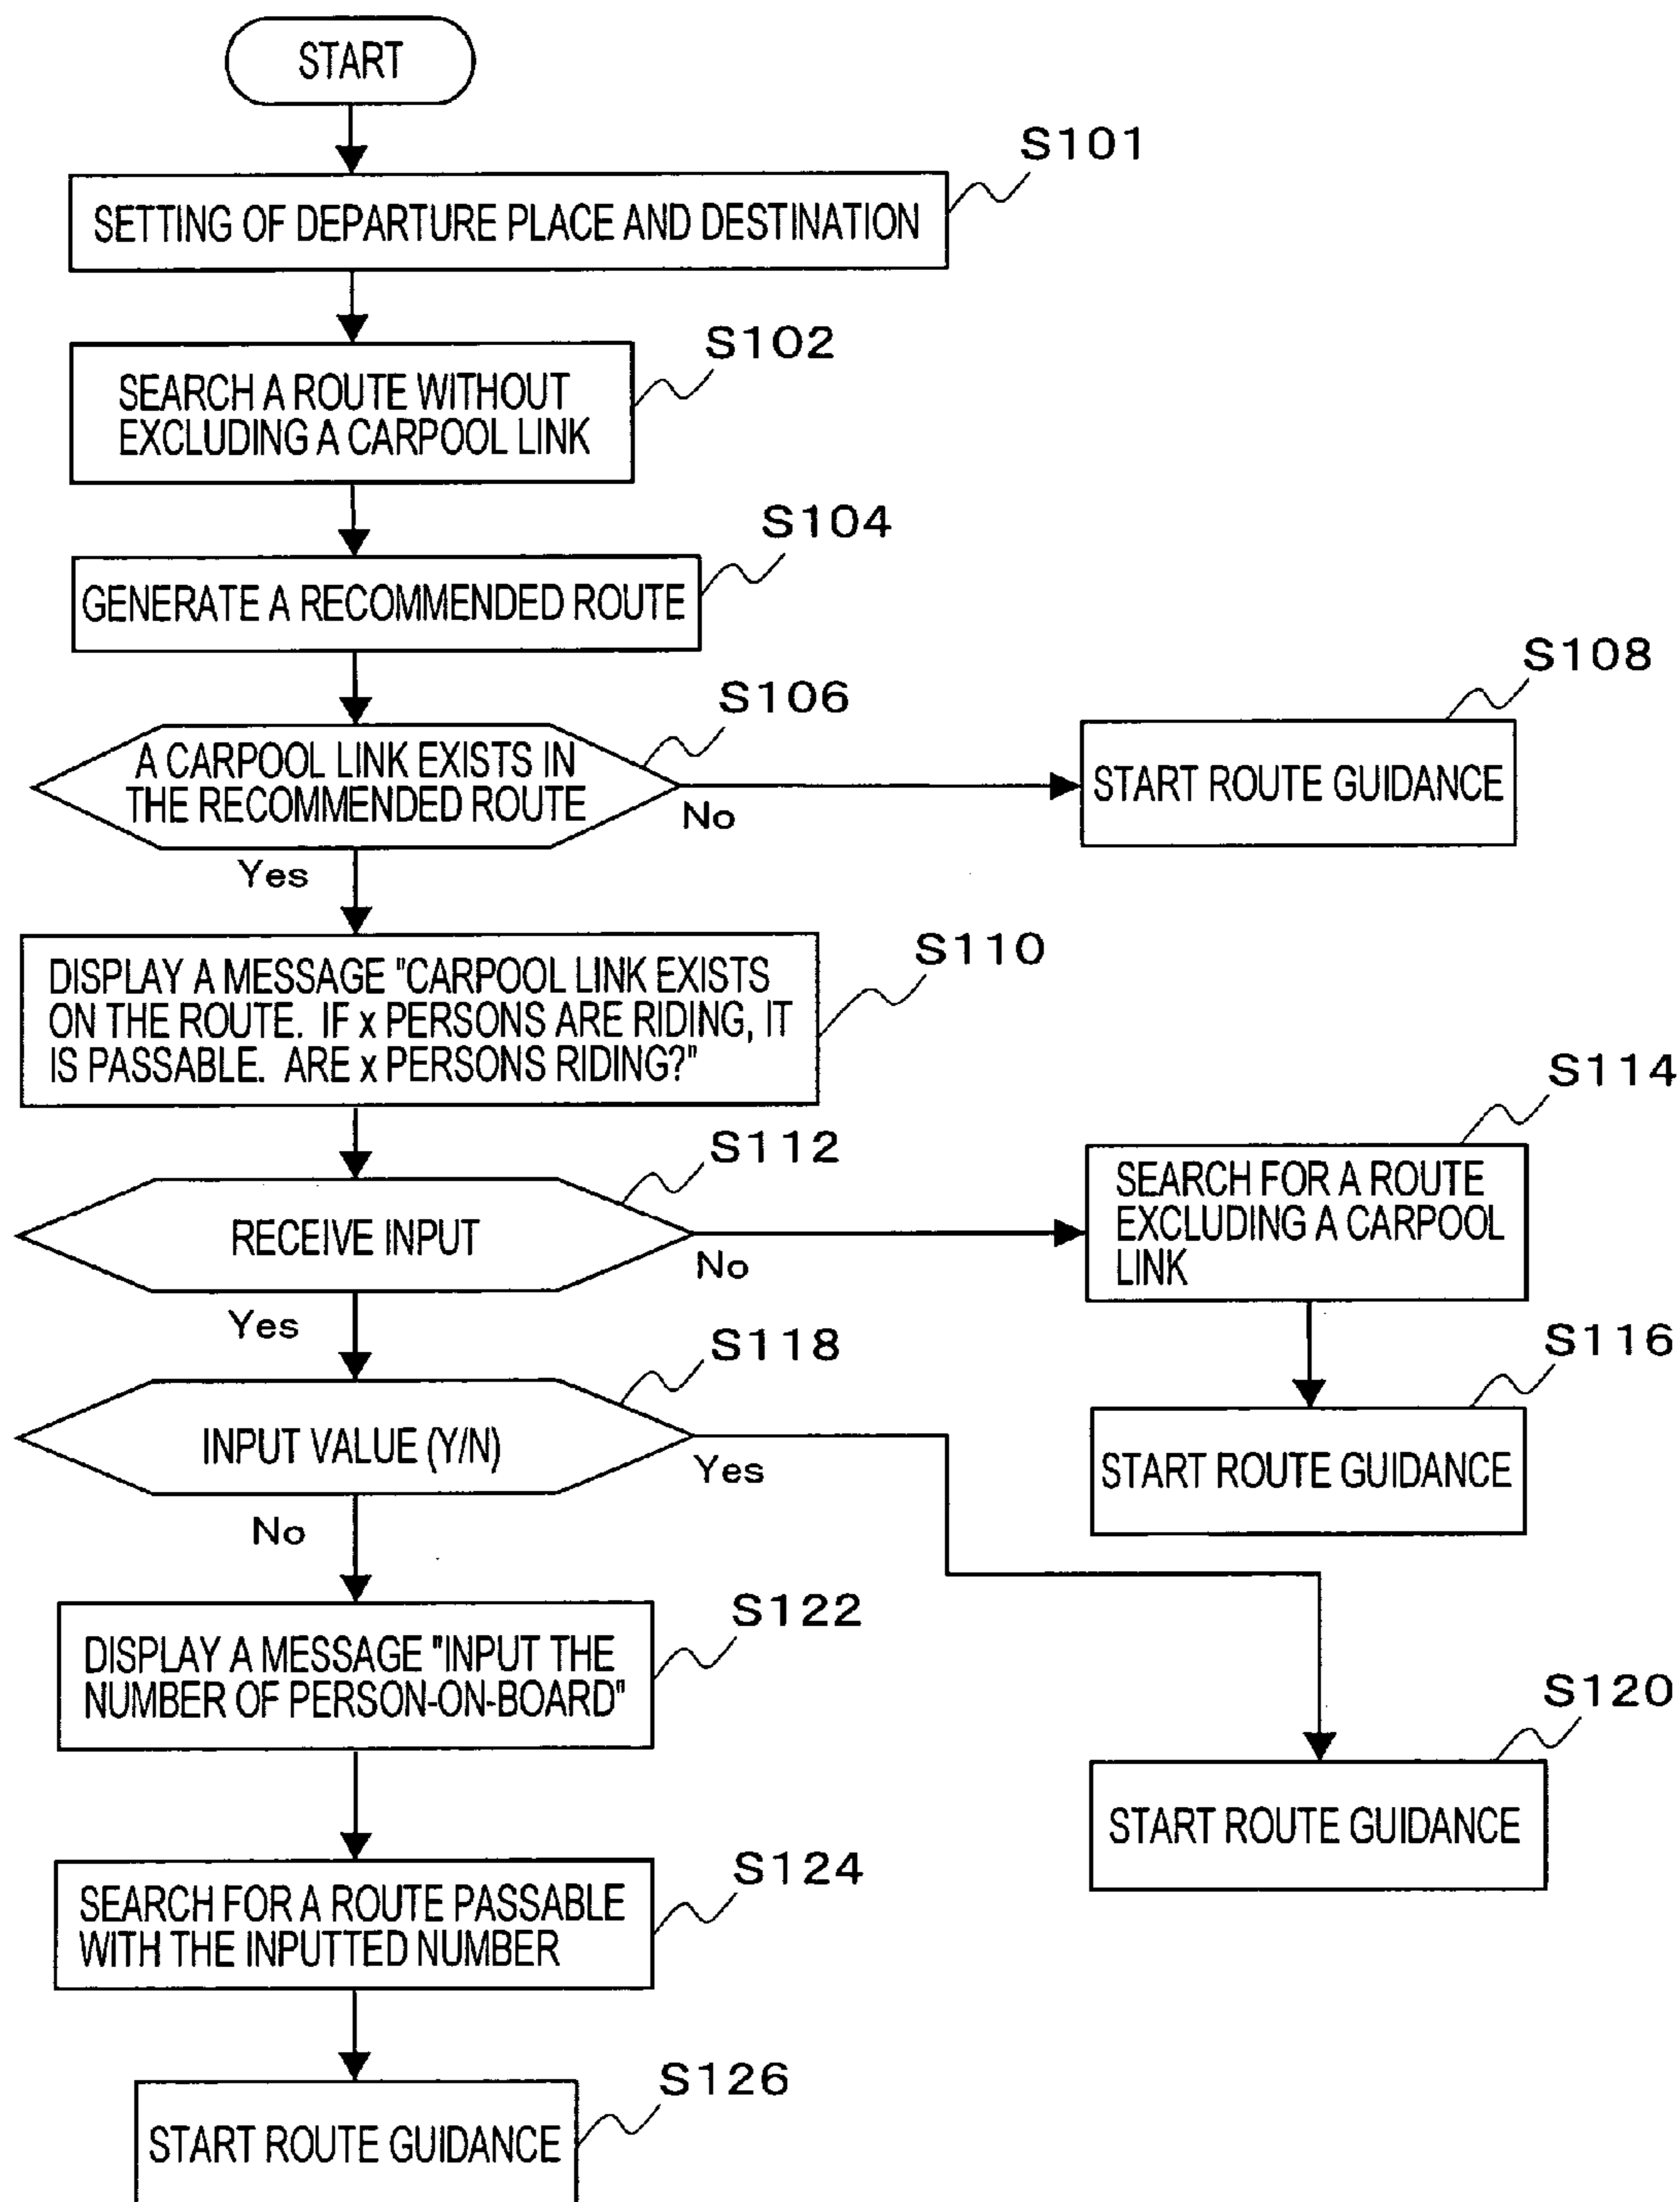 START
S101
SETTING OF DEPARTURE PLACE AND DESTINATION
S102
SEARCH A ROUTE WITHOUT
EXCLUDING A CARPOOL LINK
S104
GENERATE A RECOMMENDED ROUTE
S106
A CARPOOL LINK EXISTS IN
THE RECOMMENDED ROUTE
No
Yes
S108
START ROUTE GUIDANCE
S110
DISPLAY A MESSAGE "CARPOOL LINK EXISTS
ON THE ROUTE. IF x PERSONS ARE RIDING, IT
IS PASSABLE. ARE x PERSONS RIDING?"
S112
RECEIVE INPUT
No
Yes
S114
SEARCH FOR A ROUTE
EXCLUDING A CARPOOL
LINK
S116
START ROUTE GUIDANCE
S118
INPUT VALUE (Y/N)
Yes
No
S120
START ROUTE GUIDANCE
S122
DISPLAY A MESSAGE "INPUT THE
NUMBER OF PERSON-ON-BOARD"
S124
SEARCH FOR A ROUTE PASSABLE
WITH THE INPUTTED NUMBER
S126
START ROUTE GUIDANCE